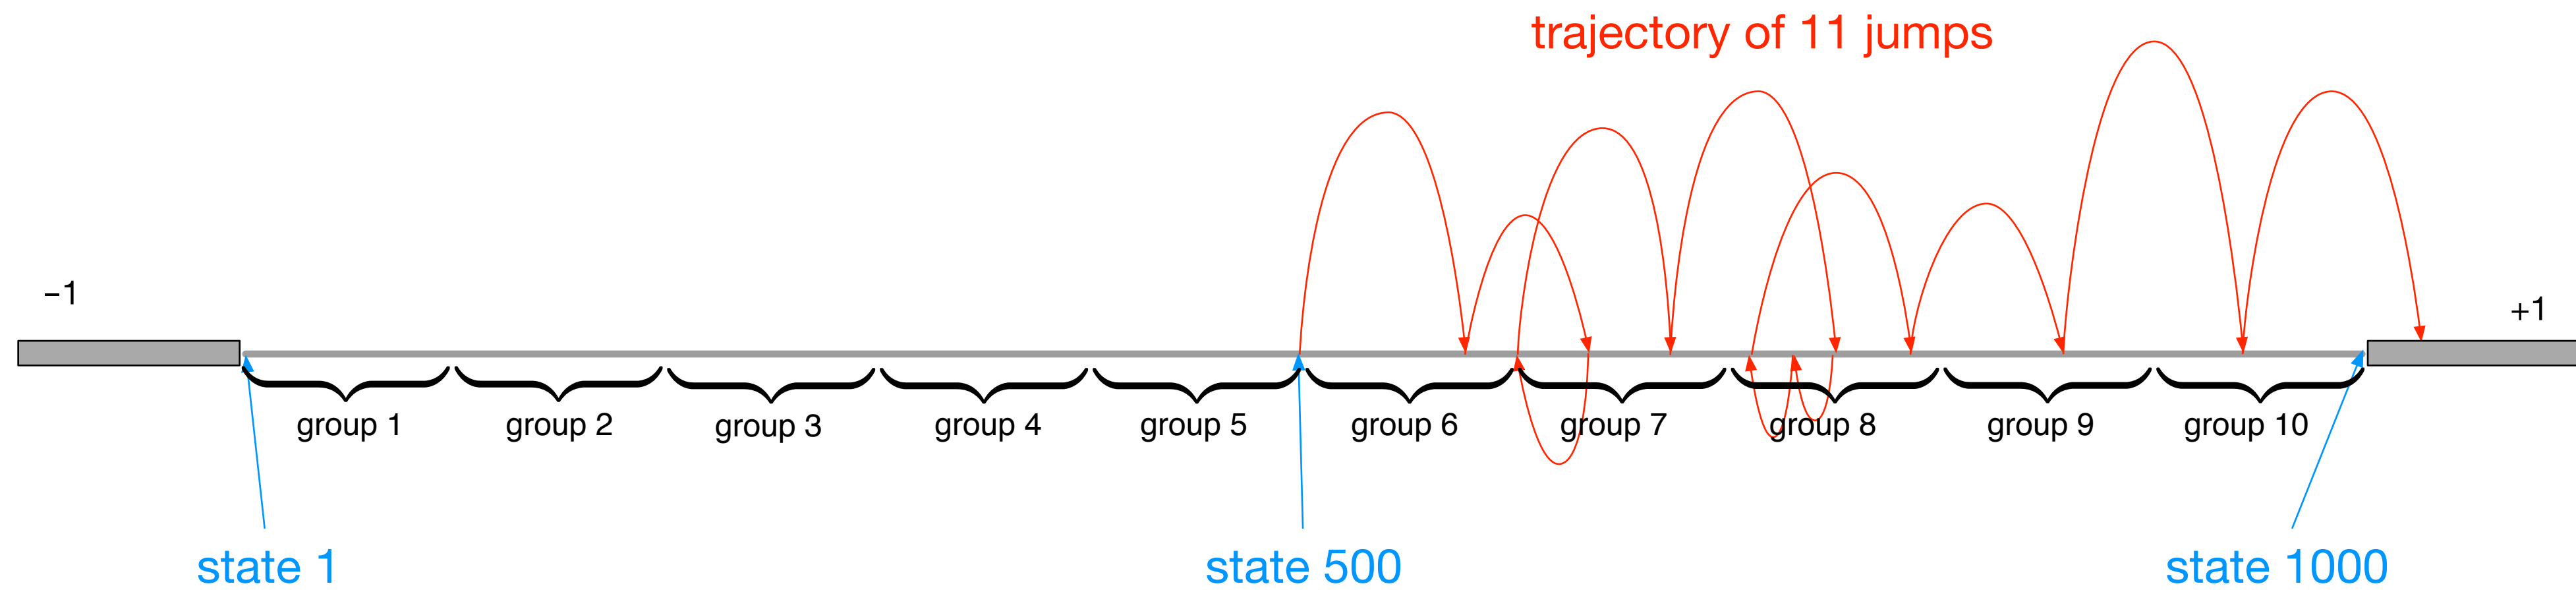 trajectory of 11 jumps
–1
+1
group 1 group 2 group 3 group 4 group 5 group 6 group 7 group 8 group 9 group 10
state 1 state 500 state 1000